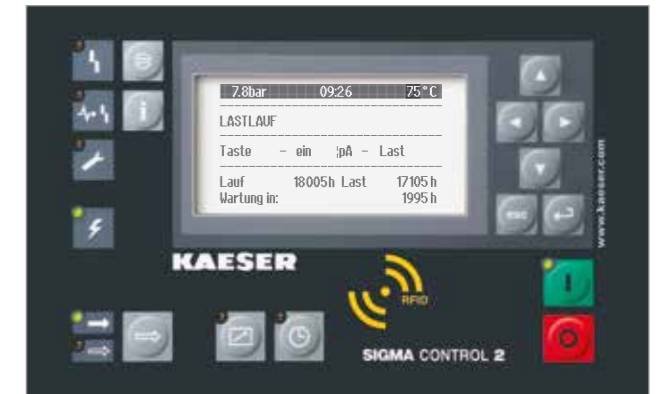 7.8bar 09:26 75°C
LASTLAUF
Taste - ein ¦pA - Last
Lauf 18005h Last 17105h
Wartung in: 1995h
esc
www.kaeser.com
KAESER
RFID
SIGMA CONTROL 2